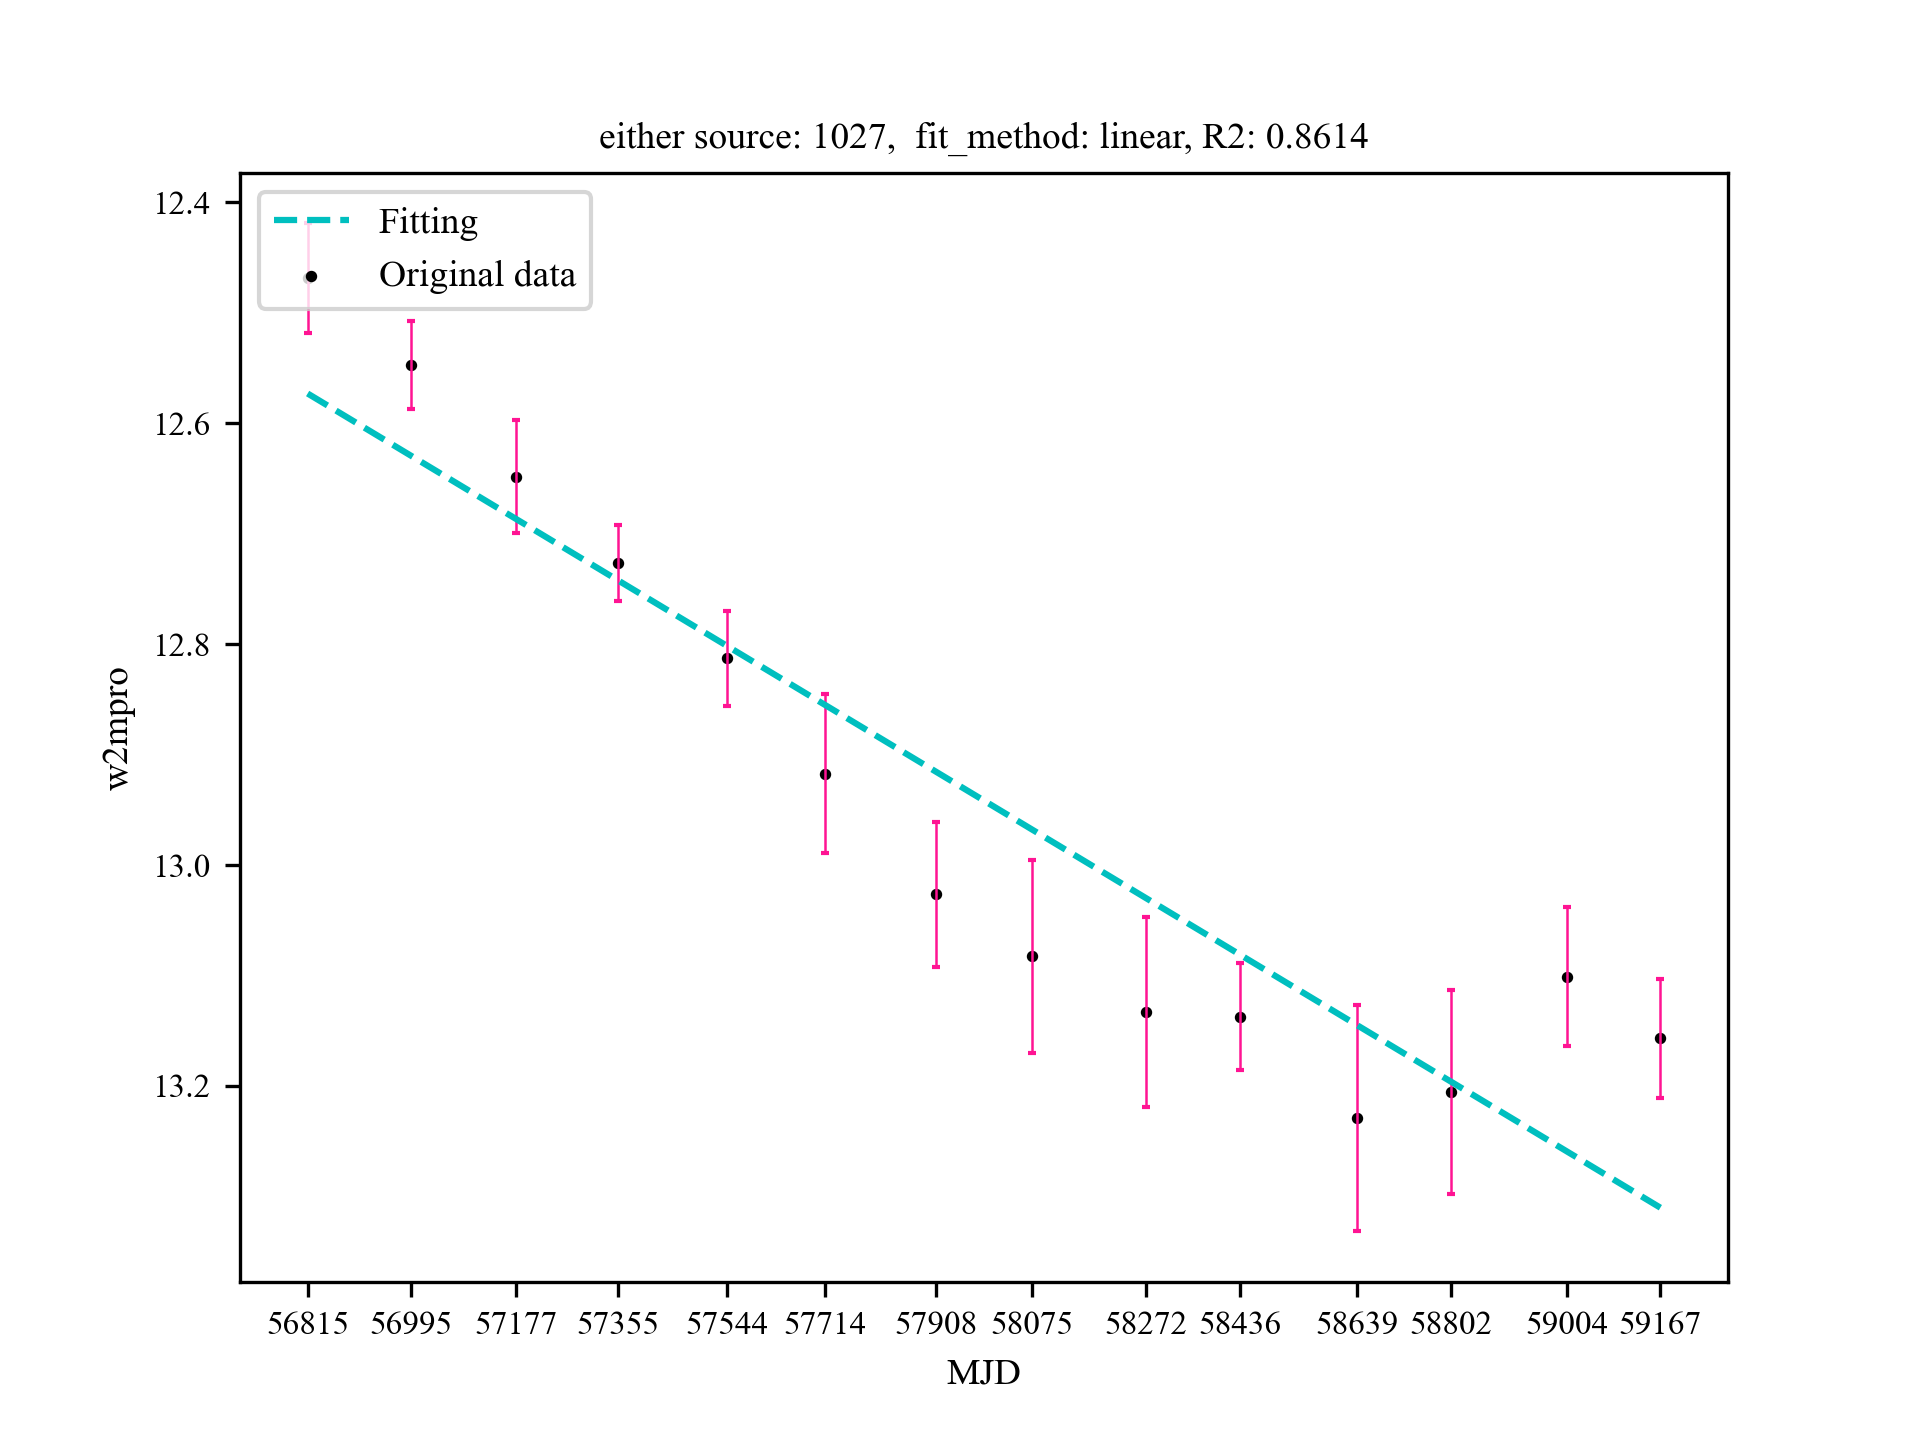 either source: 1027,  fit_method: linear, R2: 0.8614
12.4
12.6
12.8
13.0
13.2
w2mpro
Fitting
Original data
56815 56995 57177 57355 57544 57714 57908 58075 58272 58436 58639 58802 59004 59167
MJD